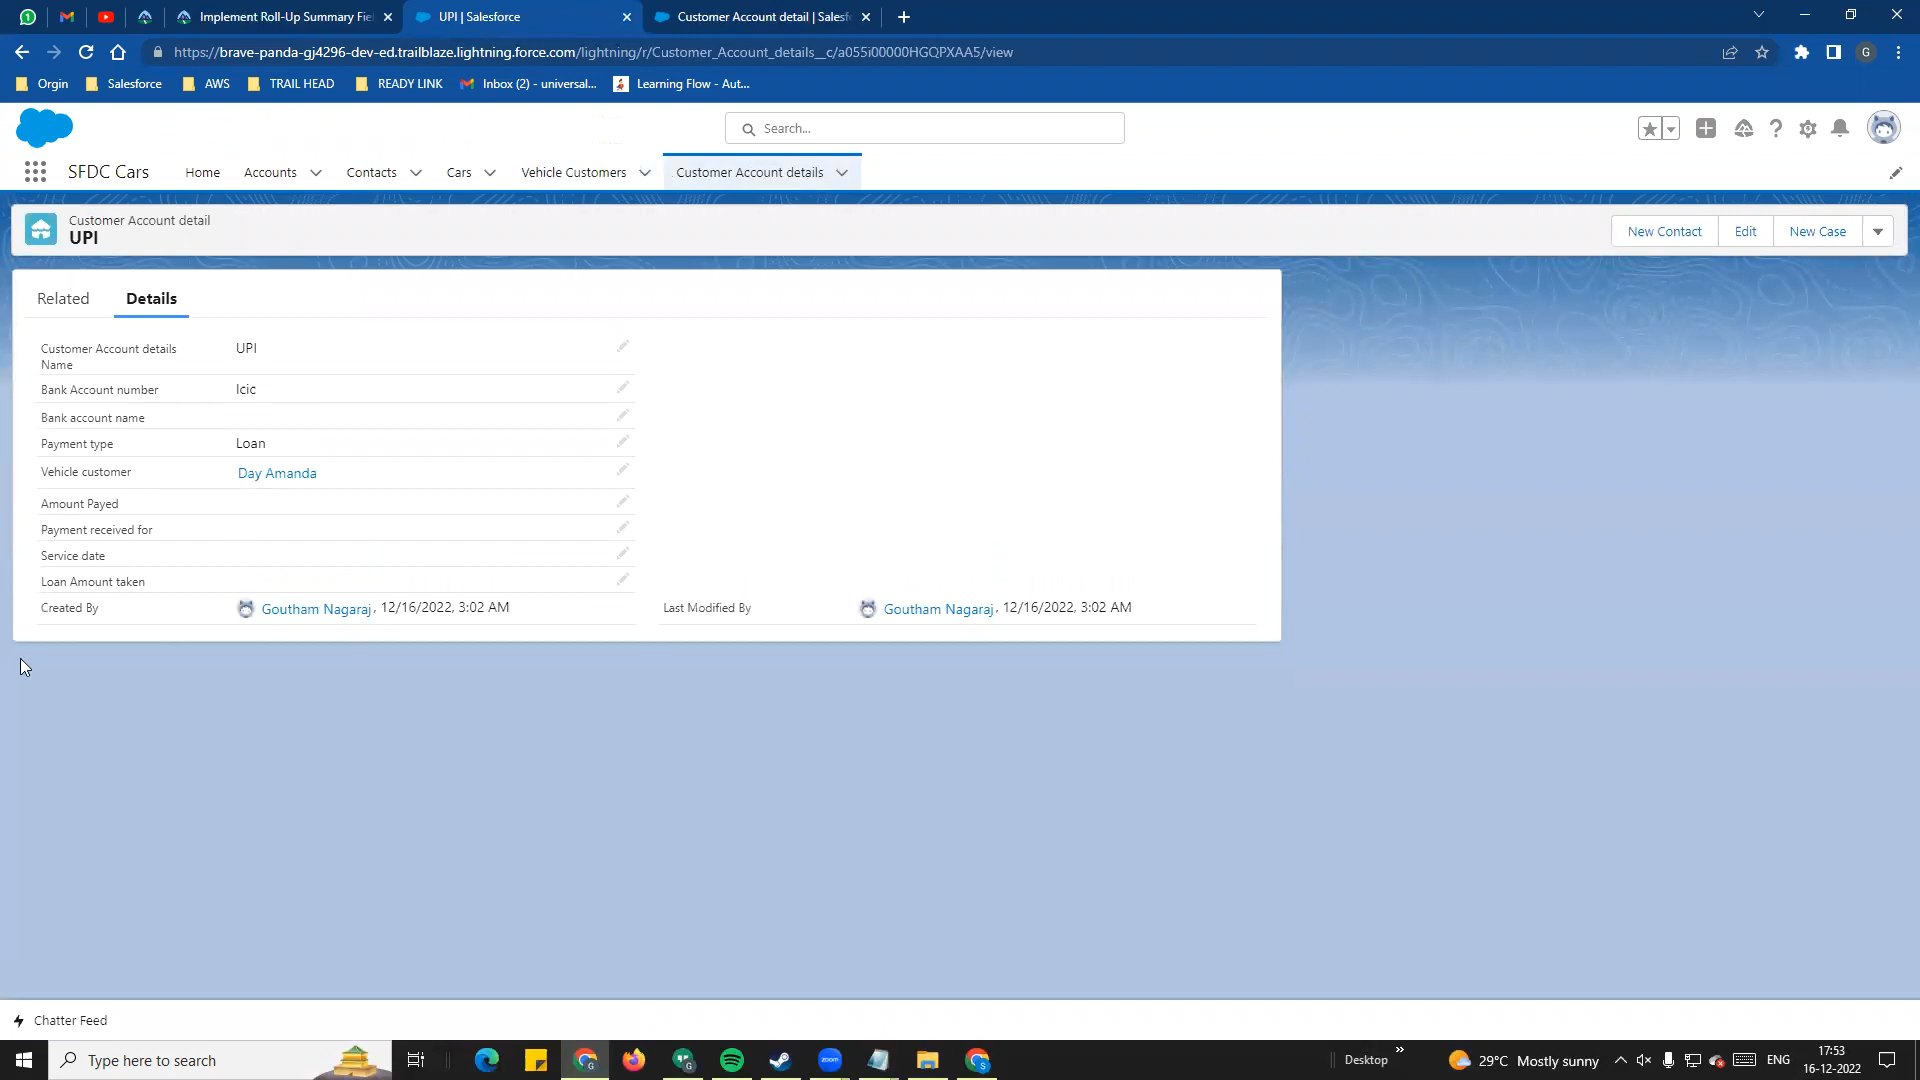 Implement Roll-Up Summary Fie
UPI | Salesforce
Customer Account detail | Salesf
https://brave-panda-gj4296-dev-ed.trailblaze.lightning.force.com/lightning/r/Customer_Account_details__c/a055i00000HGQPXAA5/view
G
Orgin
Salesforce
AWS
TRAIL HEAD
READY LINK
Inbox (2) - universal...
Learning Flow - Aut...
Search...
SFDC Cars
Home
Accounts
Contacts
Cars
Vehicle Customers
Customer Account details
Customer Account detail
UPI
New Contact
Edit
New Case
Related
Details
Customer Account details Name
UPI
Bank Account number
Icic
Bank account name
Payment type
Loan
Vehicle customer
Day Amanda
Amount Payed
Payment received for
Service date
Loan Amount taken
Created By
Goutham Nagaraj, 12/16/2022, 3:02 AM
Last Modified By
Goutham Nagaraj, 12/16/2022, 3:02 AM
Chatter Feed
Type here to search
zoom
Desktop
29°C Mostly sunny
ENG
17:53
16-12-2022